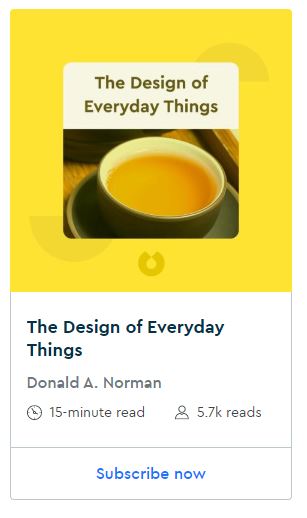 The Design of
Everyday Things
The Design of Everyday
Things
Donald A. Norman
15-minute read
5.7k reads
Subscribe now